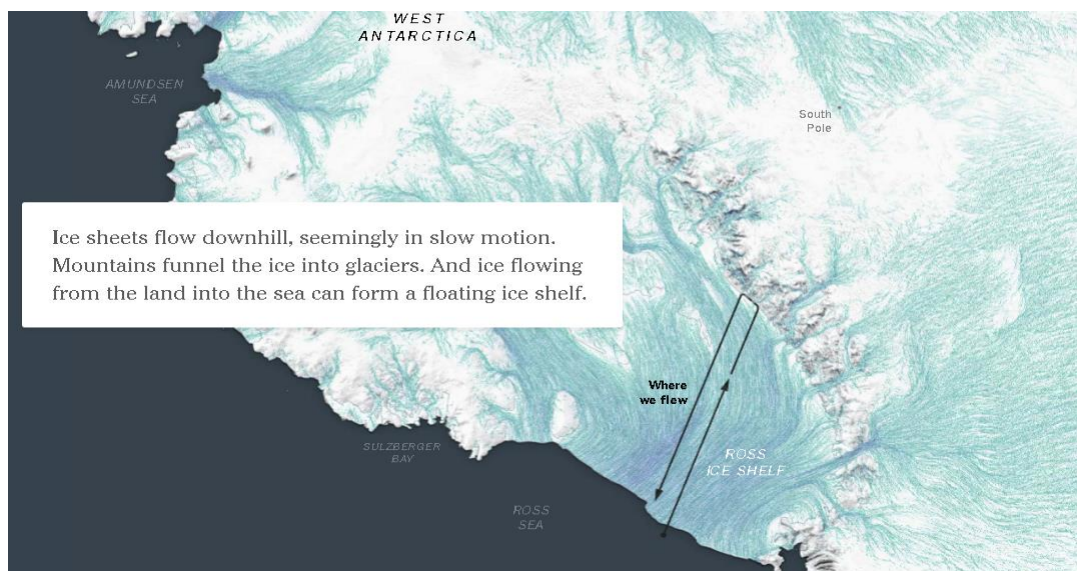 WEST
ANTARCTICA
AMUNDSEN
SEA
South
Pole
Ice sheets flow downhill, seemingly in slow motion.
Mountains funnel the ice into glaciers. And ice flowing
from the land into the sea can form a floating ice shelf.
Where
we flew
SULZBERGER
BAY
ROSS
ICE SHELF
ROSS
SEA